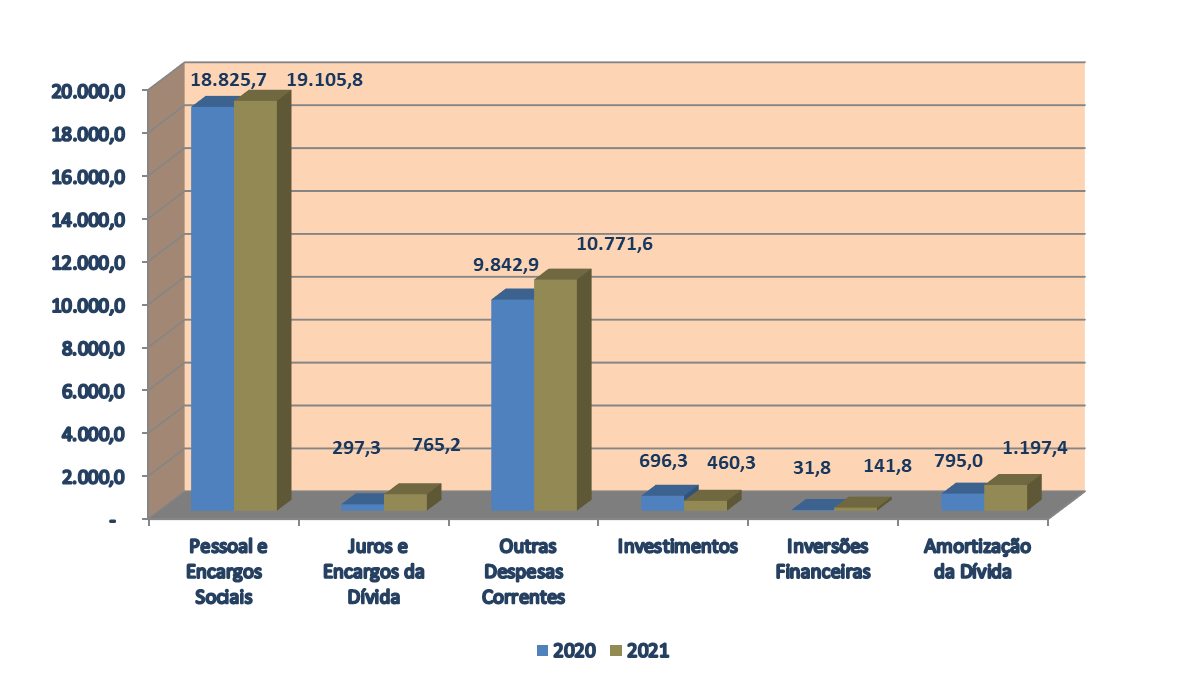 18.825,7 19.105,8
20.000,0
18.000,0
16.000,0
14.000,0
12.000,0
10.000,0
8.000,0
6.000,0
4.000,0
2.000,0
-
297,3 765,2
9.842,9 10.771,6
696,3 460,3
31,8 141,8
795,0 1.197,4
Pessoal e
Encargos
Sociais
Juros e
Encargos da
Dívida
Outras
Despesas
Correntes
Investimentos
Inversões
Financeiras
Amortização
da Dívida
2020 2021